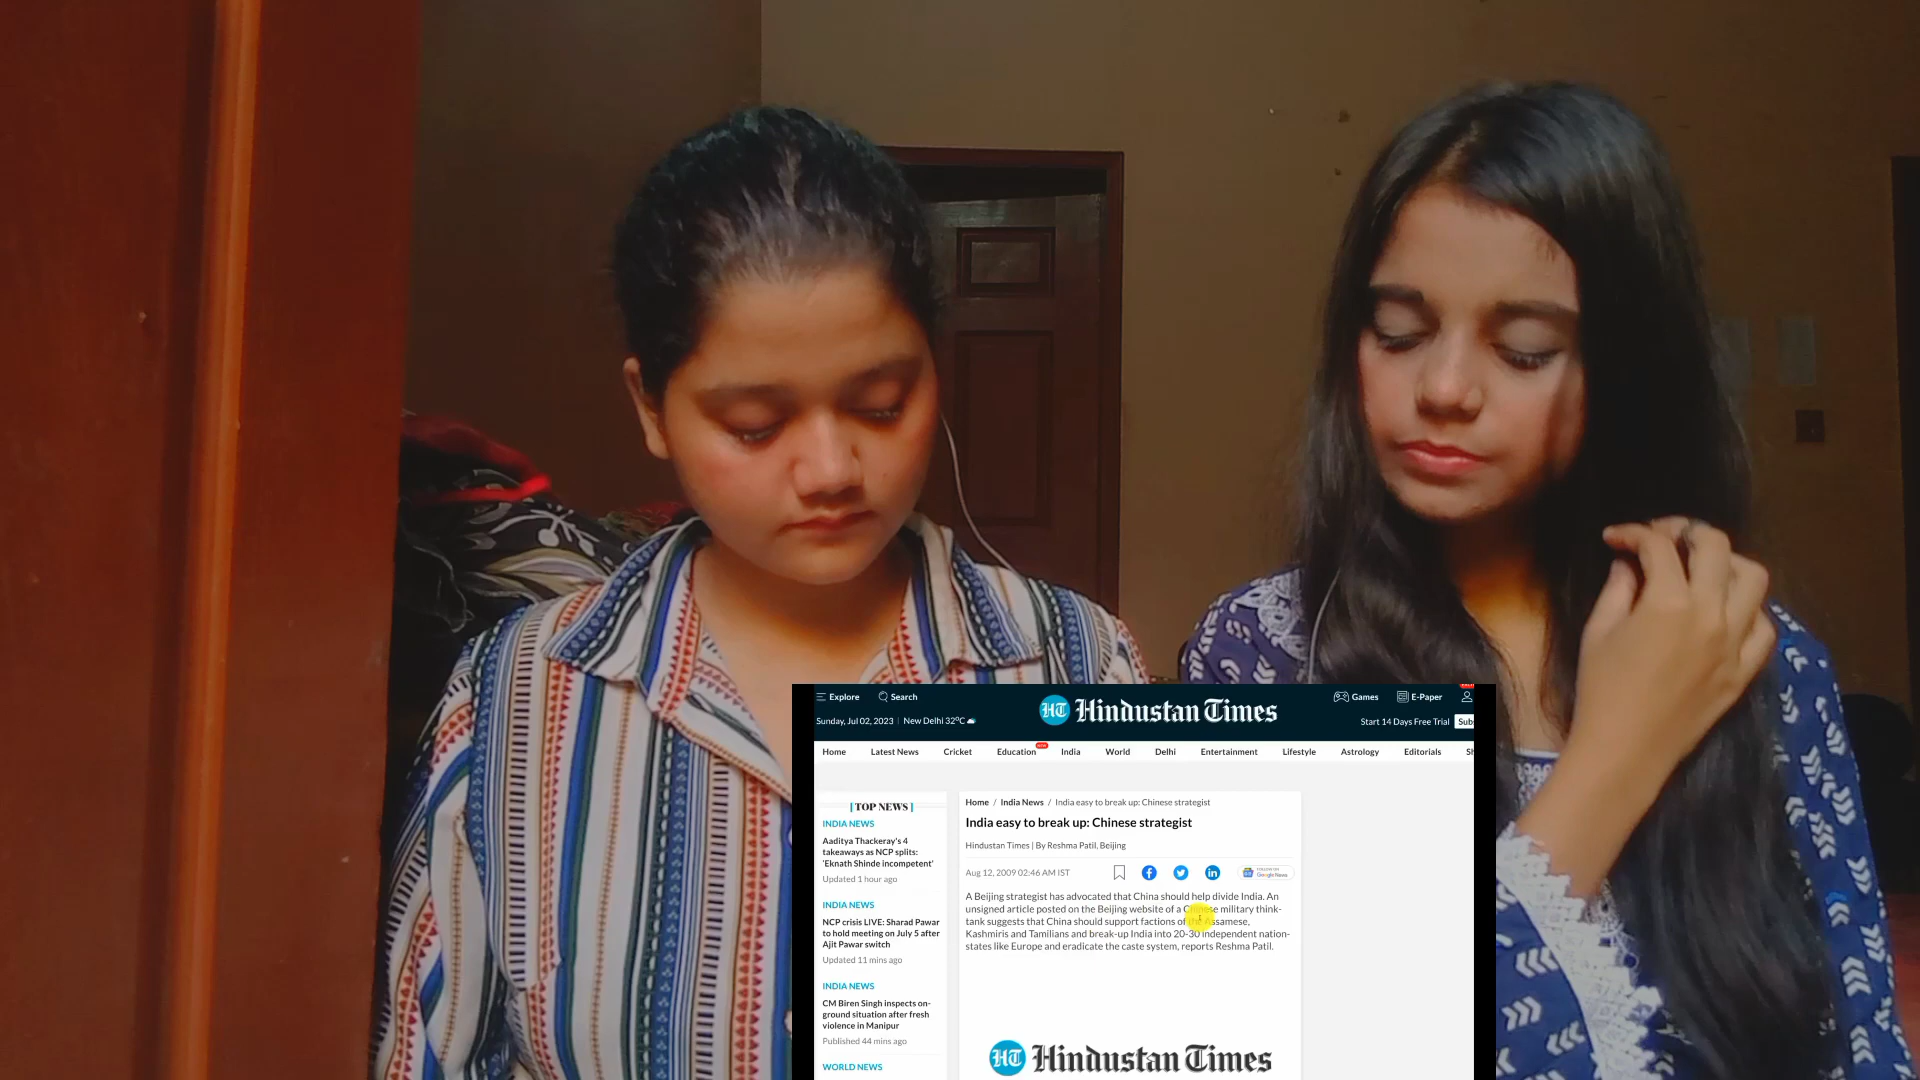 Explore
Search
HT Hindustan Times
Games
E-Paper
Sunday, Jul 02, 2023 | New Delhi 32°C
Start 14 Days Free Trial
Home
Latest News
Cricket
Education
India
World
Delhi
Entertainment
Lifestyle
Astrology
Editorials
[ TOP NEWS ]
INDIA NEWS
Aaditya Thackeray's 4
takeaways as NCP splits:
'Eknath Shinde incompetent'
Updated 1 hour ago
INDIA NEWS
NCP crisis LIVE: Sharad Pawar
to hold meeting on July 5 after
Ajit Pawar switch
Updated 11 mins ago
INDIA NEWS
CM Biren Singh inspects on-
ground situation after fresh
violence in Manipur
Published 44 mins ago
WORLD NEWS
Home / India News / India easy to break up: Chinese strategist
India easy to break up: Chinese strategist
Hindustan Times | By Reshma Patil, Beijing
Aug 12, 2009 02:46 AM IST
Google News
A Beijing strategist has advocated that China should help divide India. An
unsigned article posted on the Beijing website of a Chinese military think-
tank suggests that China should support factions of the Assamese,
Kashmiris and Tamilians and break-up India into 20-30 independent nation-
states like Europe and eradicate the caste system, reports Reshma Patil.
HT Hindustan Times